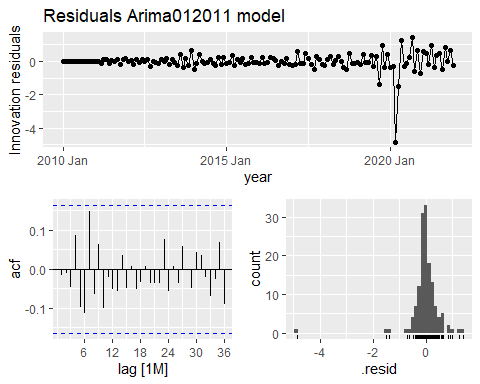 Residuals Arima012011 model
Innovation residuals
0
-2
-4
2010 Jan
2015 Jan
2020 Jan
year
acf
0.1
0.0
-0.1
6
12
18
24
30
36
lag [1M]
count
30
20
10
0
-4
-2
0
.resid